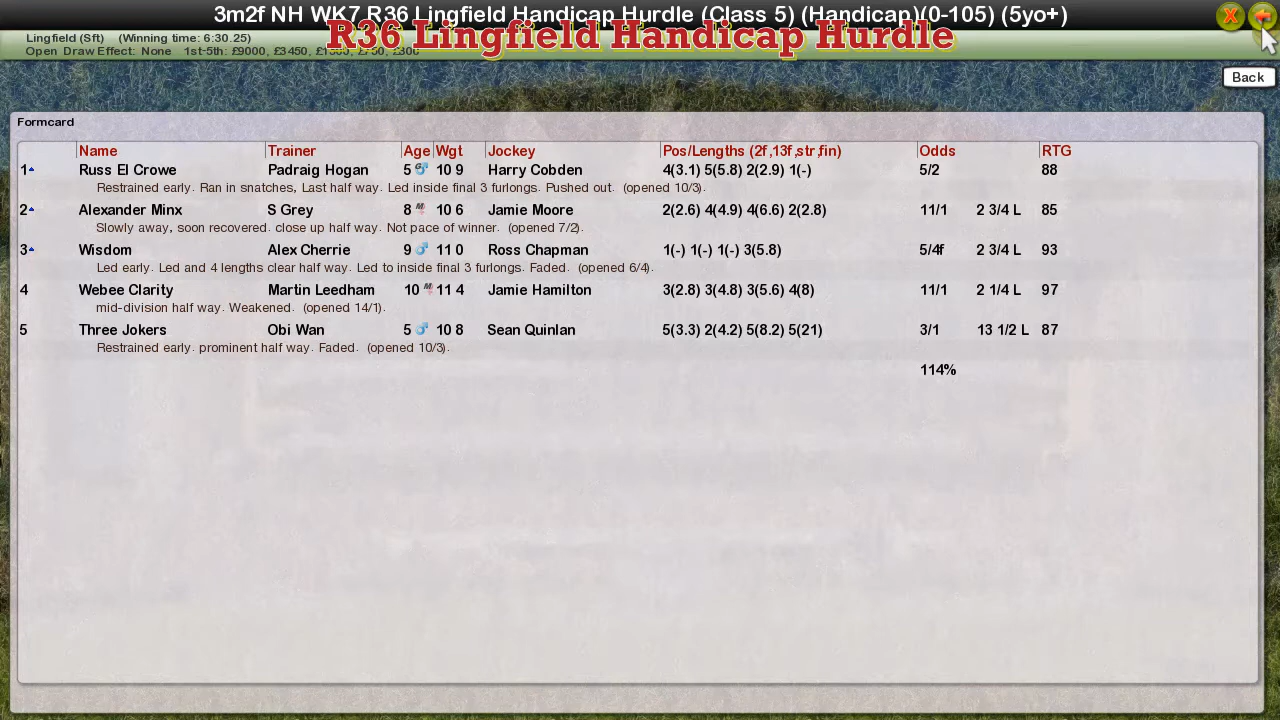 3m2f NH WK7 R36 Lingfield Handicap Hurdle (Class 5) (Handicap)(0-105) (5yo+)
R36 Lingfield Handicap Hurdle
Lingfield (Sft) (Winning time: 6:30.25)
Open Draw Effect: None 1st-5th: £9000, £3450,
X
Back
Formcard
Name Trainer Age Wgt Jockey Pos/Lengths (2f,13f,str,fin) Odds RTG
1 Russ El Crowe Padraig Hogan 5 10 9 Harry Cobden 4(3.1) 5(5.8) 2(2.9) 1(-) 5/2 88
Restrained early. Ran in snatches, Last half way. Led inside final 3 furlongs. Pushed out. (opened 10/3).
2 Alexander Minx S Grey 8 10 6 Jamie Moore 2(2.6) 4(4.9) 4(6.6) 2(2.8) 11/1 2 3/4 L 85
Slowly away, soon recovered. close up half way. Not pace of winner. (opened 7/2).
3 Wisdom Alex Cherrie 9 11 0 Ross Chapman 1(-) 1(-) 1(-) 3(5.8) 5/4f 2 3/4 L 93
Led early. Led and 4 lengths clear half way. Led to inside final 3 furlongs. Faded. (opened 6/4).
4 Webee Clarity Martin Leedham 10 11 4 Jamie Hamilton 3(2.8) 3(4.8) 3(5.6) 4(8) 11/1 2 1/4 L 97
mid-division half way. Weakened. (opened 14/1).
5 Three Jokers Obi Wan 5 10 8 Sean Quinlan 5(3.3) 2(4.2) 5(8.2) 5(21) 3/1 13 1/2 L 87
Restrained early. prominent half way. Faded. (opened 10/3).
114%